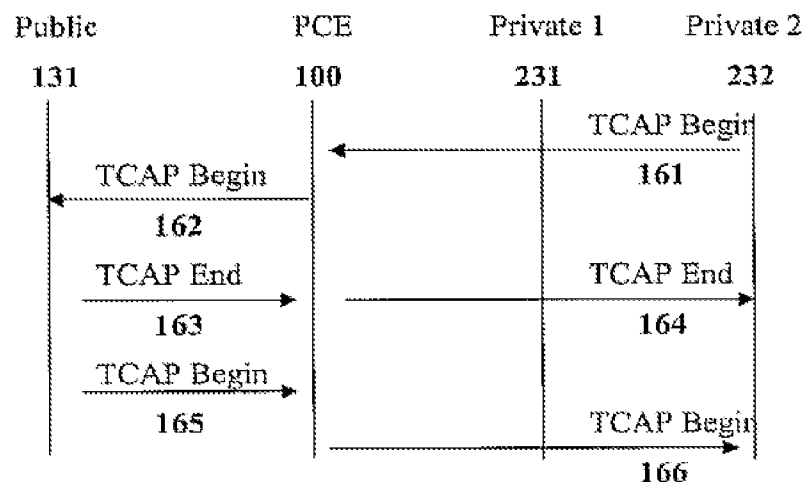 Public PCE Private 1 Private 2
131 100 231 232
TCAP Begin
161
TCAP Begin
162
TCAP End TCAP End
163 164
TCAP Begin
165
TCAP Begin
166